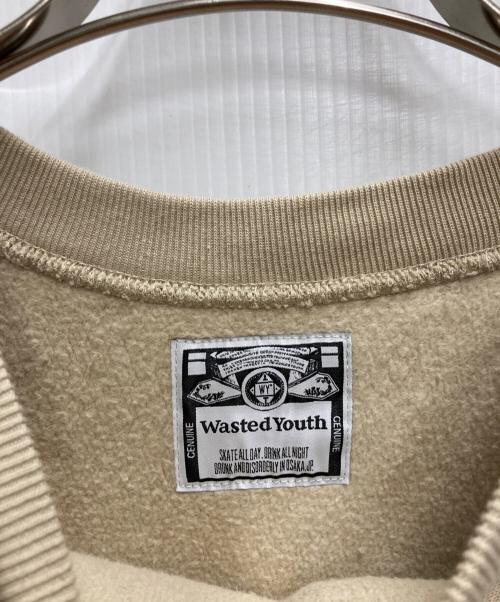 WY
Wasted Youth
GENUINE
GENUINE
SKATE ALL DAY. DRINK ALL NIGHT
DRUNK AND DISORDERLY IN OSAKA, JP.